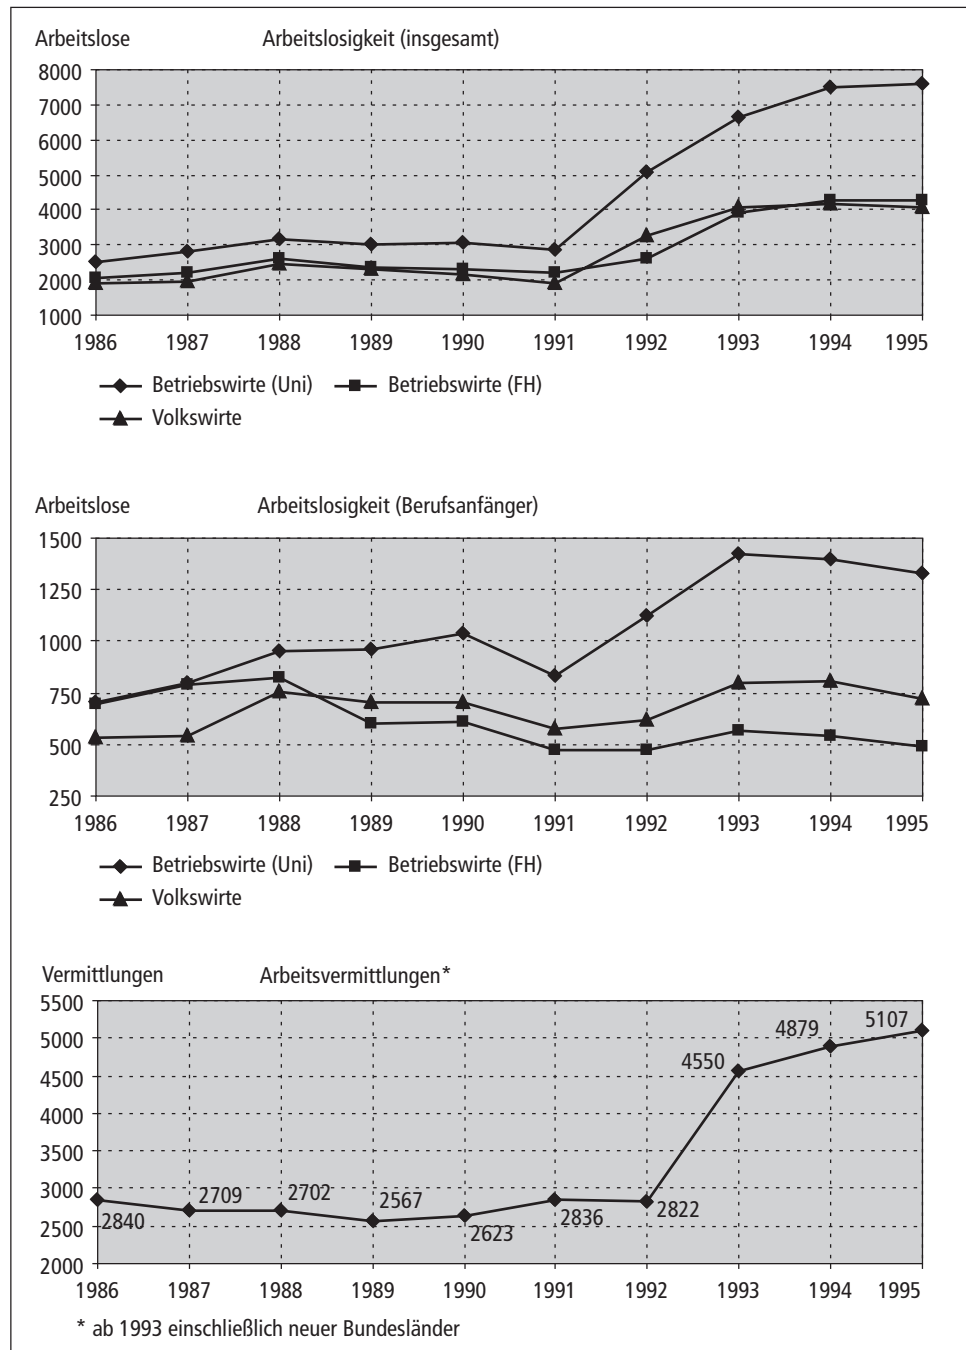 Arbeitslose Arbeitslosigkeit (insgesamt)
8000
7000
6000
5000
4000
3000
2000
1000
1986 1987 1988 1989 1990 1991 1992 1993 1994 1995
Betriebswirte (Uni) Betriebswirte (FH)
Volkswirte
Arbeitslose Arbeitslosigkeit (Berufsanfänger)
1500
1250
1000
750
500
250
1986 1987 1988 1989 1990 1991 1992 1993 1994 1995
Betriebswirte (Uni) Betriebswirte (FH)
Volkswirte
Vermittlungen Arbeitsvermittlungen*
5500
5000
4500
4000
3500
3000
2500
2000
2840 2709 2702 2567 2623 2836 2822 4550 4879 5107
1986 1987 1988 1989 1990 1991 1992 1993 1994 1995
* ab 1993 einschließlich neuer Bundesländer